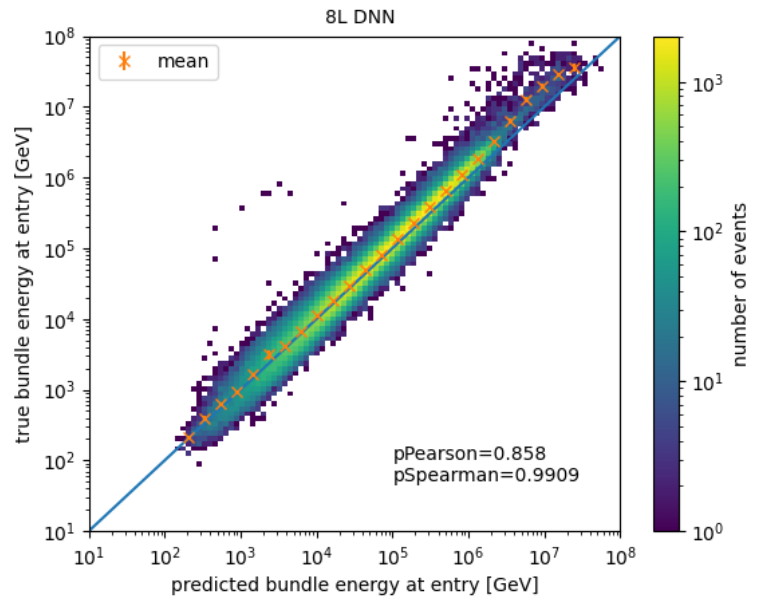 8L DNN
mean
true bundle energy at entry [GeV]
10⁸
10⁷
10⁶
10⁵
10⁴
10³
10²
10¹
pPearson=0.858
pSpearman=0.9909
10¹ 10² 10³ 10⁴ 10⁵ 10⁶ 10⁷ 10⁸
predicted bundle energy at entry [GeV]
10³
10²
10¹
10⁰
number of events